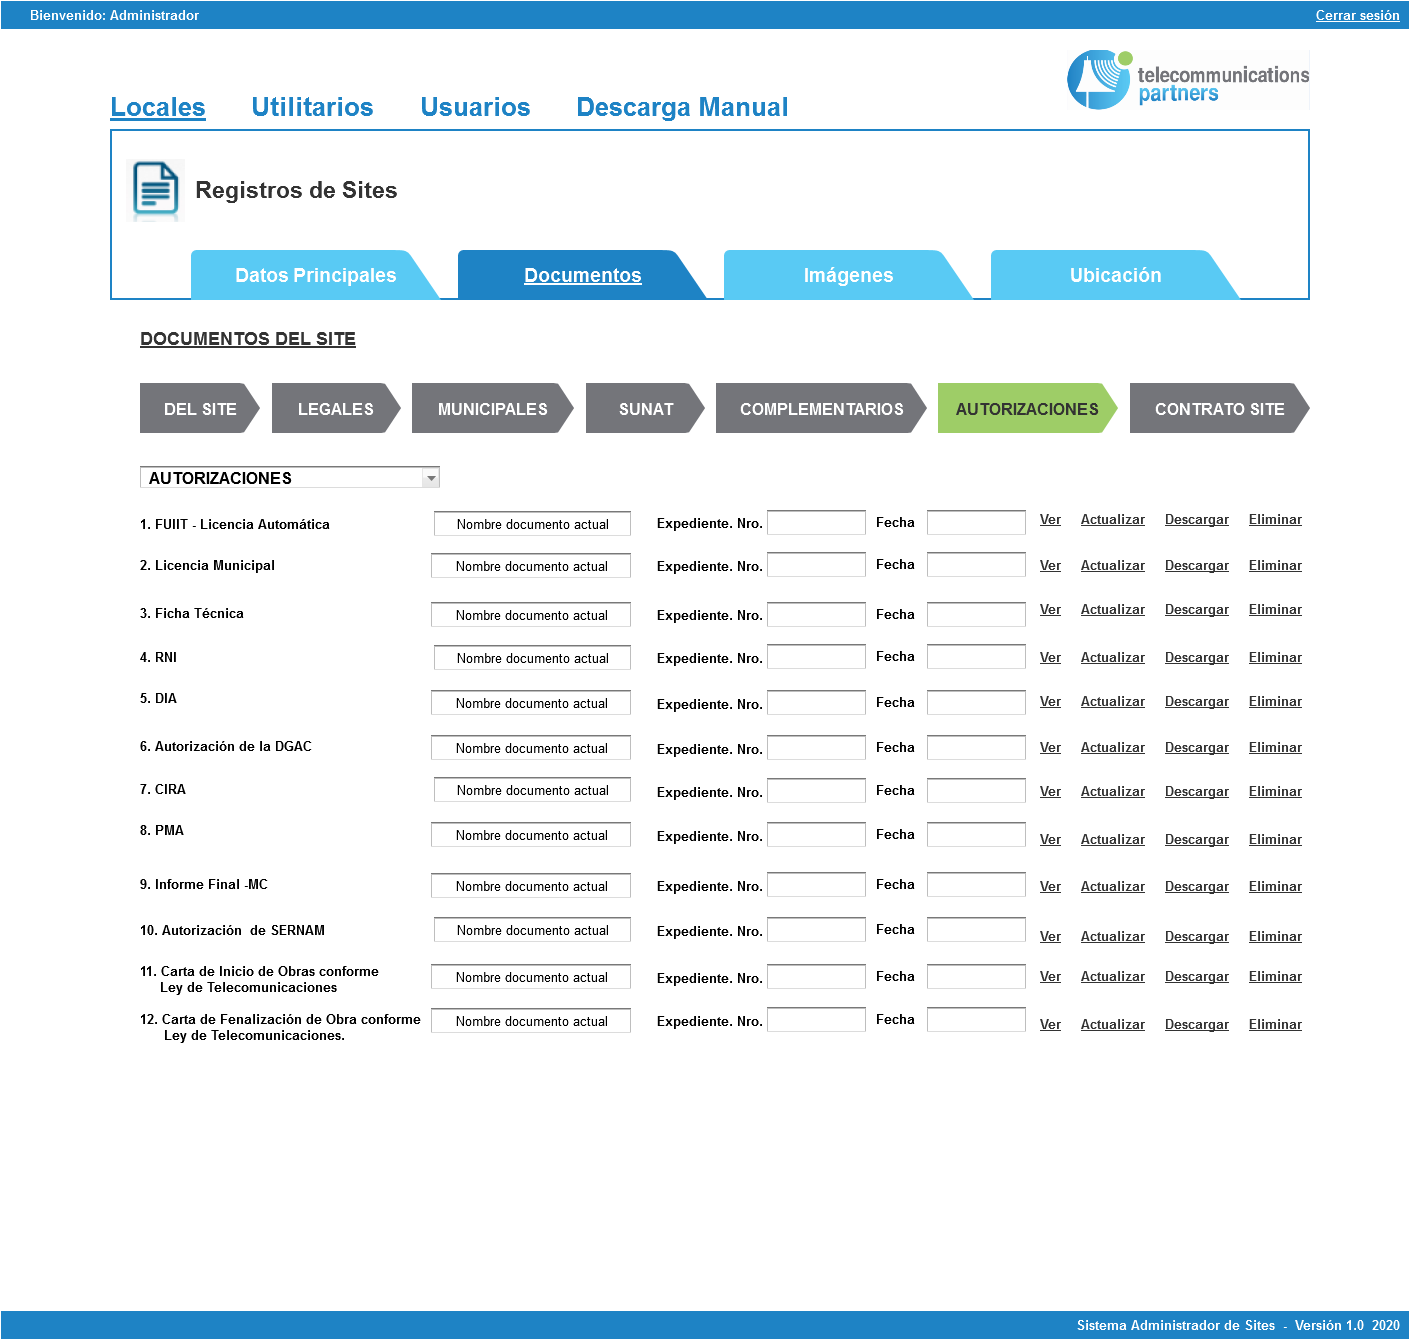 Bienvenido: Administrador Cerrar sesión
telecommunications
partners
Locales Utilitarios Usuarios Descarga Manual
Registros de Sites
Datos Principales Documentos Imágenes Ubicación
DOCUMENTOS DEL SITE
DEL SITE LEGALES MUNICIPALES SUNAT COMPLEMENTARIOS AUTORIZACIONES CONTRATO SITE
AUTORIZACIONES
1. FUIIT - Licencia Automática Nombre documento actual Expediente. Nro. Fecha Ver Actualizar Descargar Eliminar
2. Licencia Municipal Nombre documento actual Expediente. Nro. Fecha Ver Actualizar Descargar Eliminar
3. Ficha Técnica Nombre documento actual Expediente. Nro. Fecha Ver Actualizar Descargar Eliminar
4. RNI Nombre documento actual Expediente. Nro. Fecha Ver Actualizar Descargar Eliminar
5. DIA Nombre documento actual Expediente. Nro. Fecha Ver Actualizar Descargar Eliminar
6. Autorización de la DGAC Nombre documento actual Expediente. Nro. Fecha Ver Actualizar Descargar Eliminar
7. CIRA Nombre documento actual Expediente. Nro. Fecha Ver Actualizar Descargar Eliminar
8. PMA Nombre documento actual Expediente. Nro. Fecha Ver Actualizar Descargar Eliminar
9. Informe Final -MC Nombre documento actual Expediente. Nro. Fecha Ver Actualizar Descargar Eliminar
10. Autorización de SERNAM Nombre documento actual Expediente. Nro. Fecha Ver Actualizar Descargar Eliminar
11. Carta de Inicio de Obras conforme Nombre documento actual Expediente. Nro. Fecha Ver Actualizar Descargar Eliminar
Ley de Telecomunicaciones
12. Carta de Fenalización de Obra conforme Nombre documento actual Expediente. Nro. Fecha Ver Actualizar Descargar Eliminar
Ley de Telecomunicaciones.
Sistema Administrador de Sites - Versión 1.0 2020